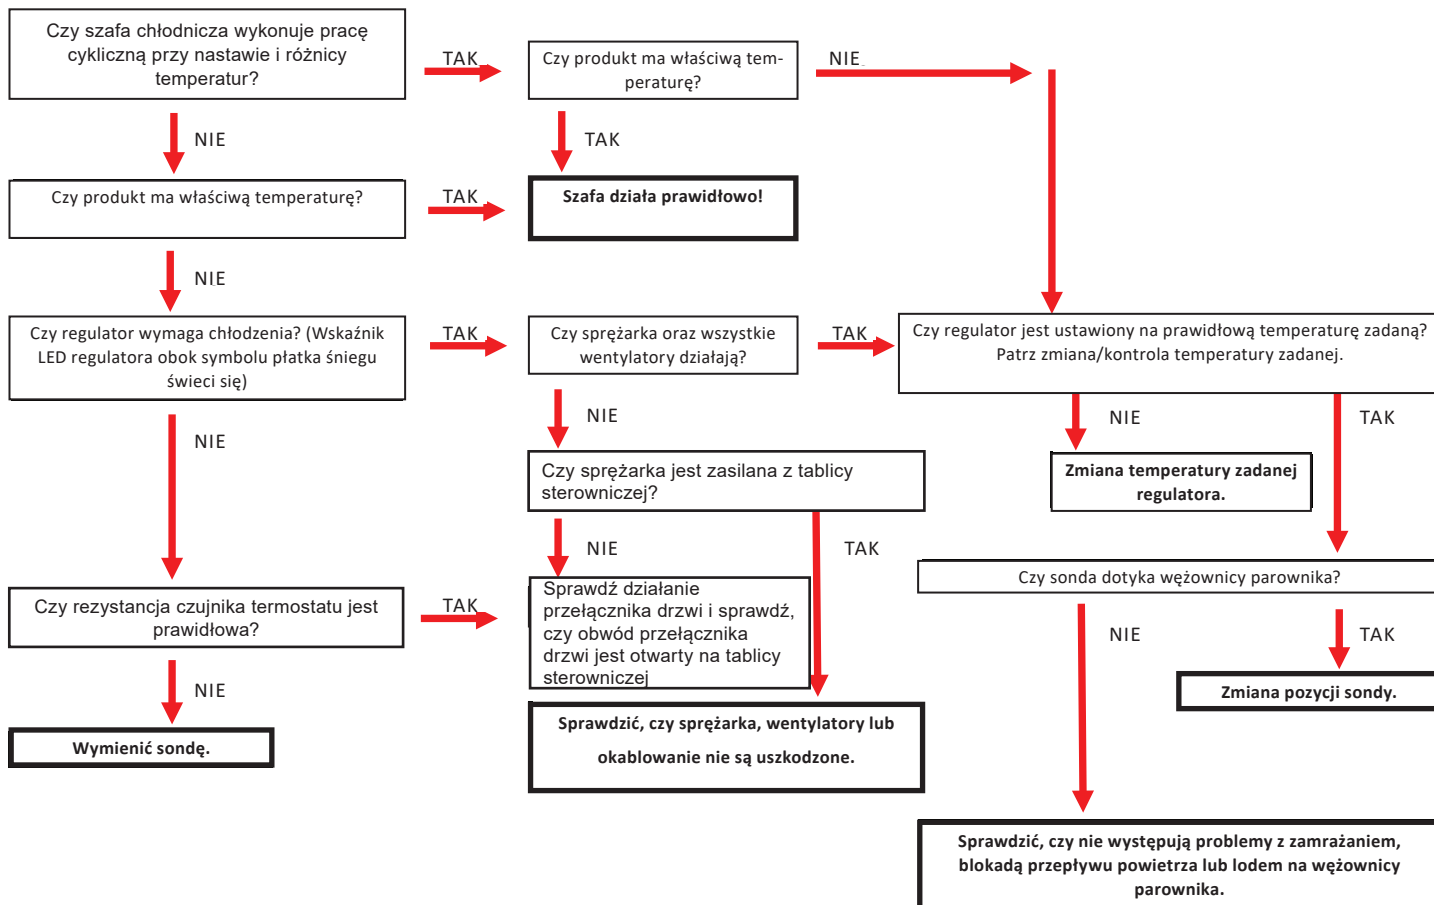 Czy szafa chłodnicza wykonuje pracę
cykliczną przy nastawie i różnicy
temperatur?
TAK
Czy produkt ma właściwą tem-
peraturę?
NIE
NIE
TAK
Czy produkt ma właściwą temperaturę?
TAK
Szafa działa prawidłowo!
NIE
Czy regulator wymaga chłodzenia? (Wskaźnik
LED regulatora obok symbolu płatka śniegu
świeci się)
TAK
Czy sprężarka oraz wszystkie
wentylatory działają?
TAK
Czy regulator jest ustawiony na prawidłową temperaturę zadaną?
Patrz zmiana/kontrola temperatury zadanej.
NIE
NIE
NIE
TAK
Czy sprężarka jest zasilana z tablicy
sterowniczej?
Zmiana temperatury zadanej
regulatora.
NIE
TAK
Czy sonda dotyka wężownicy parownika?
Czy rezystancja czujnika termostatu jest
prawidłowa?
TAK
Sprawdź działanie
przełącznika drzwi i sprawdź,
czy obwód przełącznika
drzwi jest otwarty na tablicy
sterowniczej
NIE
TAK
NIE
Zmiana pozycji sondy.
Wymienić sondę.
Sprawdzić, czy sprężarka, wentylatory lub
okablowanie nie są uszkodzone.
Sprawdzić, czy nie występują problemy z zamrażaniem,
blokadą przepływu powietrza lub lodem na wężownicy
parownika.